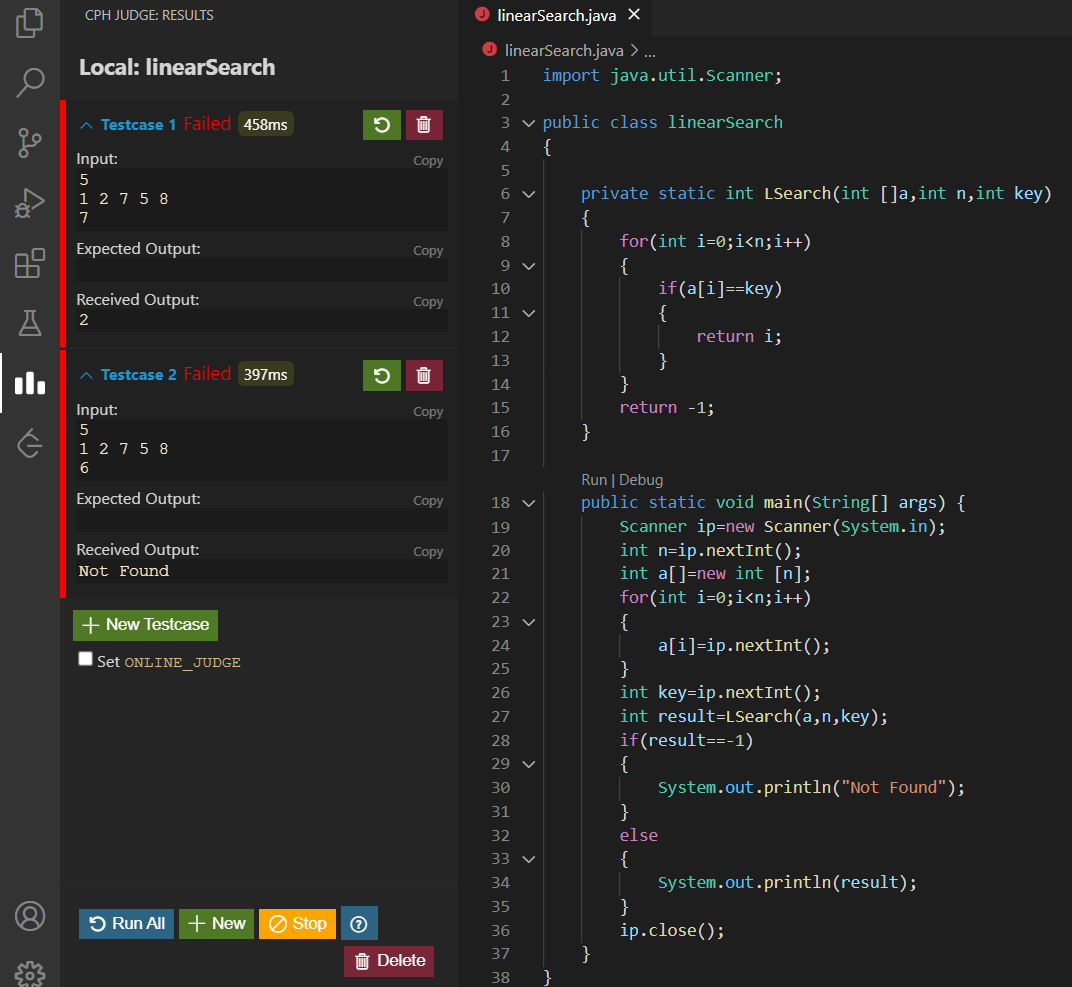 CPH JUDGE: RESULTS
Local: linearSearch
Testcase 1 Failed 458ms
Input:
Copy
5
1 2 7 5 8
7
Expected Output:
Copy
Received Output:
Copy
2
Testcase 2 Failed 397ms
Input:
Copy
5
1 2 7 5 8
6
Expected Output:
Copy
Received Output:
Copy
Not Found
New Testcase
Set ONLINE_JUDGE
Run All
New
Stop
Delete
J linearSearch.java
J linearSearch.java > ...
1 import java.util.Scanner;
2
3 public class linearSearch
4 {
5
6 private static int LSearch(int []a,int n,int key)
7 {
8 for(int i=0;i<n;i++)
9 {
10 if(a[i]==key)
11 {
12 return i;
13 }
14 }
15 return -1;
16 }
17
Run | Debug
18 public static void main(String[] args) {
19 Scanner ip=new Scanner(System.in);
20 int n=ip.nextInt();
21 int a[]=new int [n];
22 for(int i=0;i<n;i++)
23 {
24 a[i]=ip.nextInt();
25 }
26 int key=ip.nextInt();
27 int result=LSearch(a,n,key);
28 if(result==-1)
29 {
30 System.out.println("Not Found");
31 }
32 else
33 {
34 System.out.println(result);
35 }
36 ip.close();
37 }
38 }